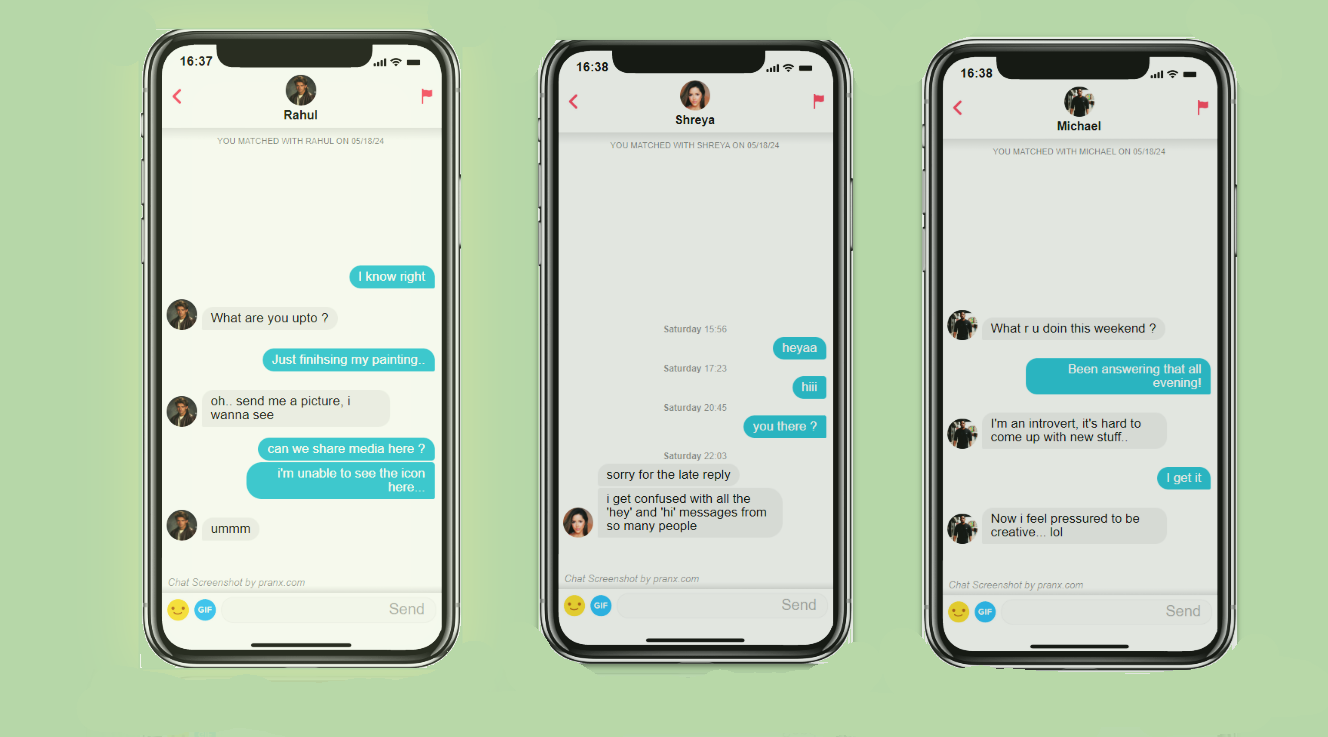 16:37
Rahul
YOU MATCHED WITH RAHUL ON 05/18/24
I know right
What are you upto ?
Just finihsing my painting..
oh.. send me a picture, i
wanna see
can we share media here ?
i'm unable to see the icon
here...
ummm
Chat Screenshot by pranx.com
GIF
Send
16:38
Shreya
YOU MATCHED WITH SHREYA ON 05/18/24
Saturday 15:56
heyaa
Saturday 17:23
hiii
Saturday 20:45
you there ?
Saturday 22:03
sorry for the late reply
i get confused with all the
'hey' and 'hi' messages from
so many people
Chat Screenshot by pranx.com
GIF
Send
16:38
Michael
YOU MATCHED WITH MICHAEL ON 05/18/24
What r u doin this weekend ?
Been answering that all
evening!
I'm an introvert, it's hard to
come up with new stuff..
I get it
Now i feel pressured to be
creative... lol
Chat Screenshot by pranx.com
GIF
Send